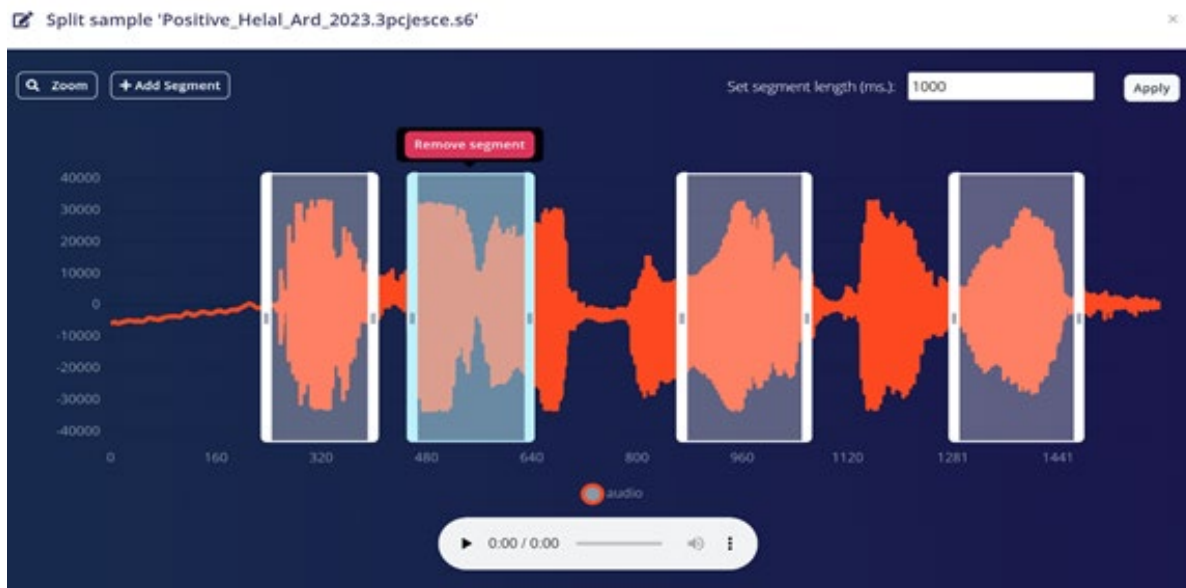 Split sample 'Positive_Helal_Ard_2023.3pcjesce.s6'
×
Zoom
+ Add Segment
Set segment length (ms.):
1000
Apply
Remove segment
40000
30000
20000
10000
0
-10000
-20000
-30000
-40000
0 160 320 480 640 800 960 1120 1281 1441
audio
0:00 / 0:00